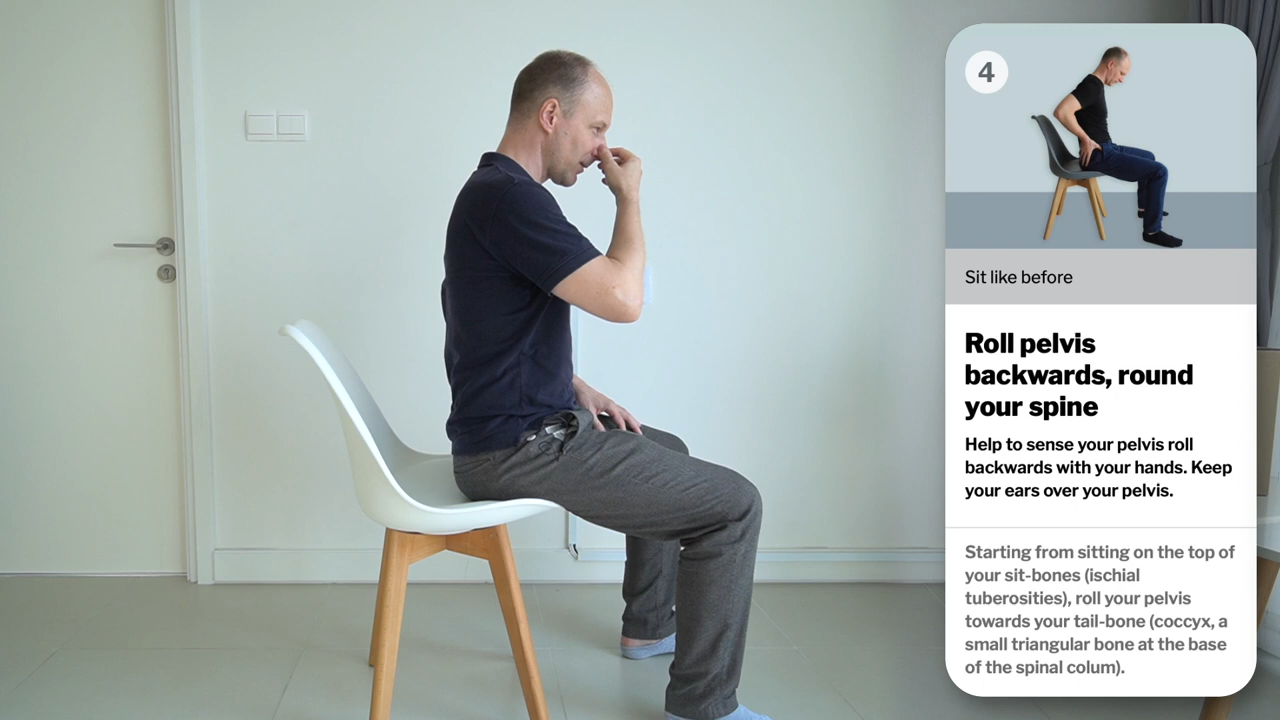 4
Sit like before
Roll pelvis
backwards, round
your spine
Help to sense your pelvis roll
backwards with your hands. Keep
your ears over your pelvis.
Starting from sitting on the top of
your sit-bones (ischial
tuberosities), roll your pelvis
towards your tail-bone (coccyx, a
small triangular bone at the base
of the spinal colum).